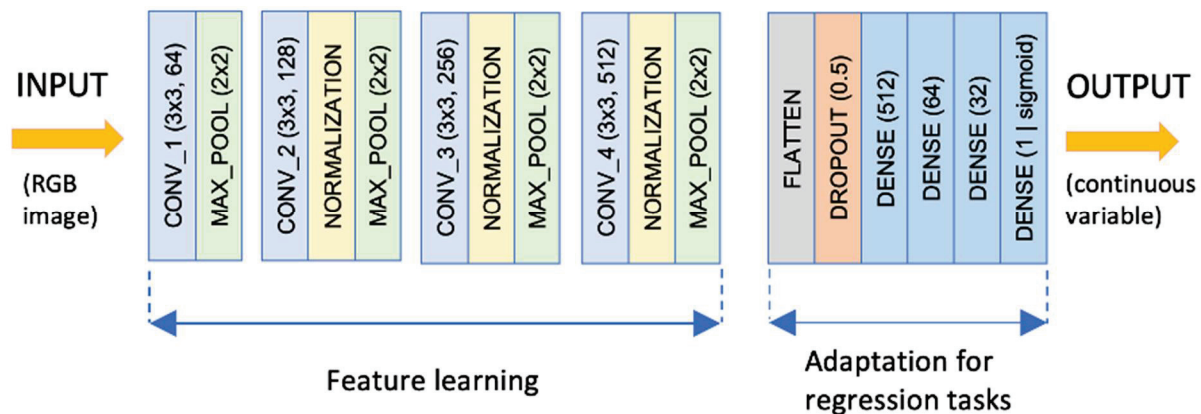 INPUT
(RGB
image)
CONV_1 (3x3, 64)
MAX_POOL (2x2)
CONV_2 (3x3, 128)
NORMALIZATION
MAX_POOL (2x2)
CONV_3 (3x3, 256)
NORMALIZATION
MAX_POOL (2x2)
CONV_4 (3x3, 512)
NORMALIZATION
MAX_POOL (2x2)
FLATTEN
DROPOUT (0.5)
DENSE (512)
DENSE (64)
DENSE (32)
DENSE (1 | sigmoid)
OUTPUT
(continuous
variable)
Feature learning
Adaptation for
regression tasks